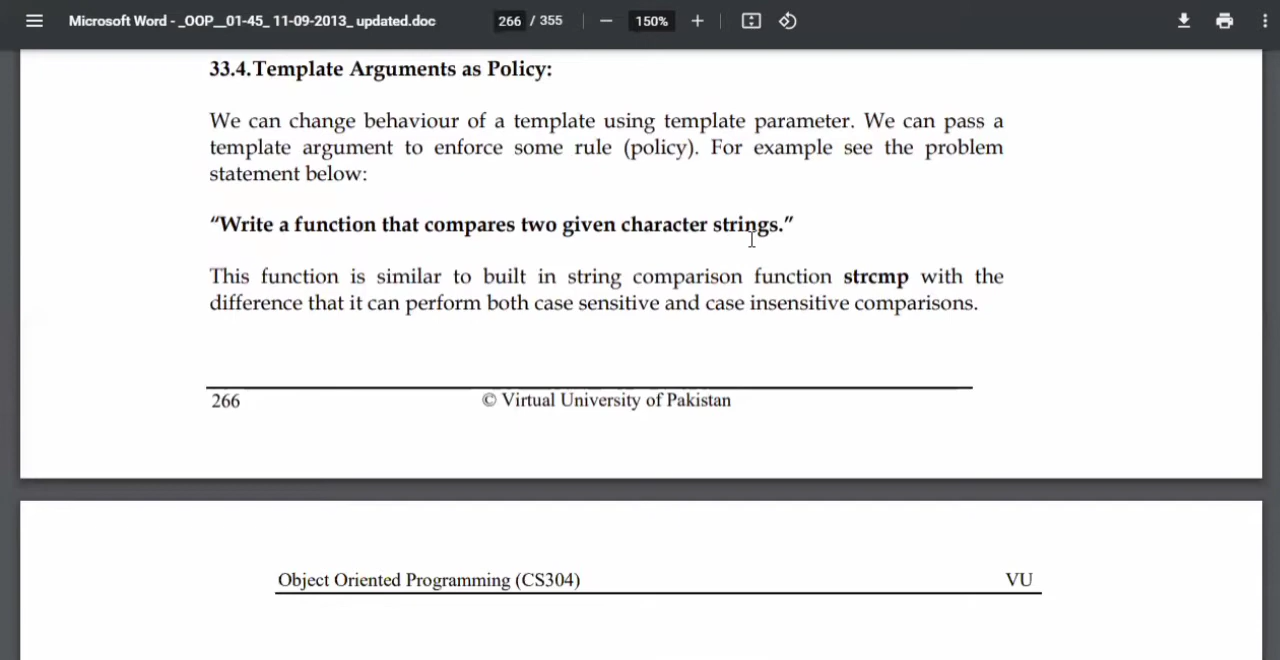 Microsoft Word - _OOP__01-45_ 11-09-2013_ updated.doc 266 / 355 150%
33.4.Template Arguments as Policy:
We can change behaviour of a template using template parameter. We can pass a
template argument to enforce some rule (policy). For example see the problem
statement below:
“Write a function that compares two given character strings.”
This function is similar to built in string comparison function strcmp with the
difference that it can perform both case sensitive and case insensitive comparisons.
266 © Virtual University of Pakistan
Object Oriented Programming (CS304) VU